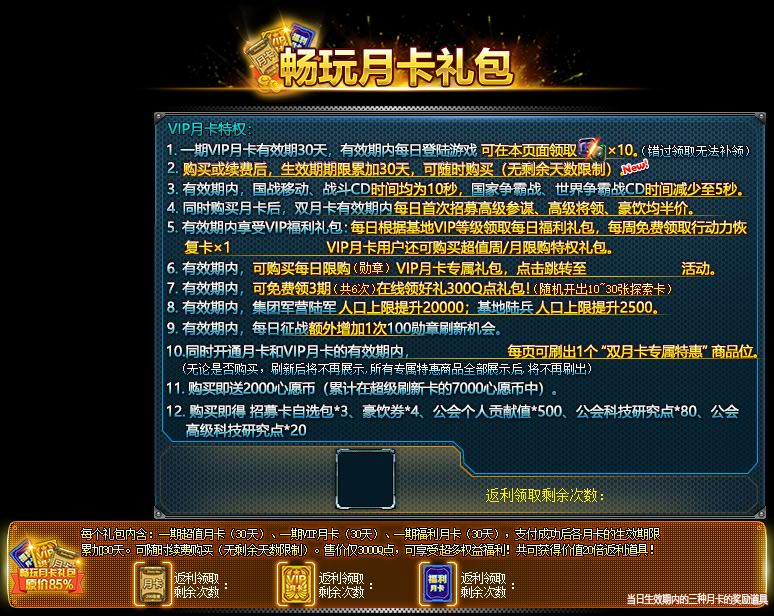 畅玩月卡礼包
VIP月卡特权：
1. 一期VIP月卡有效期30天，有效期内每日登陆游戏 可在本页面领取 ×10。（错过领取无法补领）
2. 购买或续费后，生效期期限累加30天，可随时购买（无剩余天数限制） New!
3. 有效期内，国战移动、战斗CD时间均为10秒，国家争霸战、世界争霸战CD时间减少至5秒。
4. 同时购买月卡后，双月卡有效期内每日首次招募高级参谋、高级将领、豪饮均半价。
5. 有效期内享受VIP福利礼包：每日根据基地VIP等级领取每日福利礼包，每周免费领取行动力恢
复卡×1 VIP月卡用户还可购买超值周/月限购特权礼包。
6. 有效期内，可购买每日限购（勋章）VIP月卡专属礼包，点击跳转至 活动。
7. 有效期内，可免费领3期（共6次）在线领好礼300Q点礼包！（随机开出10~30张探索卡）
8. 有效期内，集团军营陆军人口上限提升20000；基地陆兵人口上限提升2500。
9. 有效期内，每日征战额外增加1次100勋章刷新机会。
10.同时开通月卡和VIP月卡的有效期内， 每页可刷出1个 “双月卡专属特惠” 商品位。
（无论是否购买，刷新后将不再展示,所有专属特惠商品全部展示后 将不再刷出）
11. 购买即送2000心愿币（累计在超级刷新卡的7000心愿币中）。
12. 购买即得 招募卡自选包*3、豪饮券*4、公会个人贡献值*500、公会科技研究点*80、公会
高级科技研究点*20
返利领取剩余次数：
每个礼包内含：一期超值月卡（30天）、一期VIP月卡（30天）、一期福利月卡（30天），支付成功后各月卡的生效期限
累加30天。可随时续费购买（无剩余天数限制）。售价仅3000Q点，可享受超多权益福利！共可获得价值20倍返利道具！
畅玩月卡礼包
原价85%
月卡
返利领取
剩余次数 ：
VIP
返利领取
剩余次数 ：
福利
月卡
返利领取
剩余次数 ：
当日生效期内的三种月卡的奖励道具